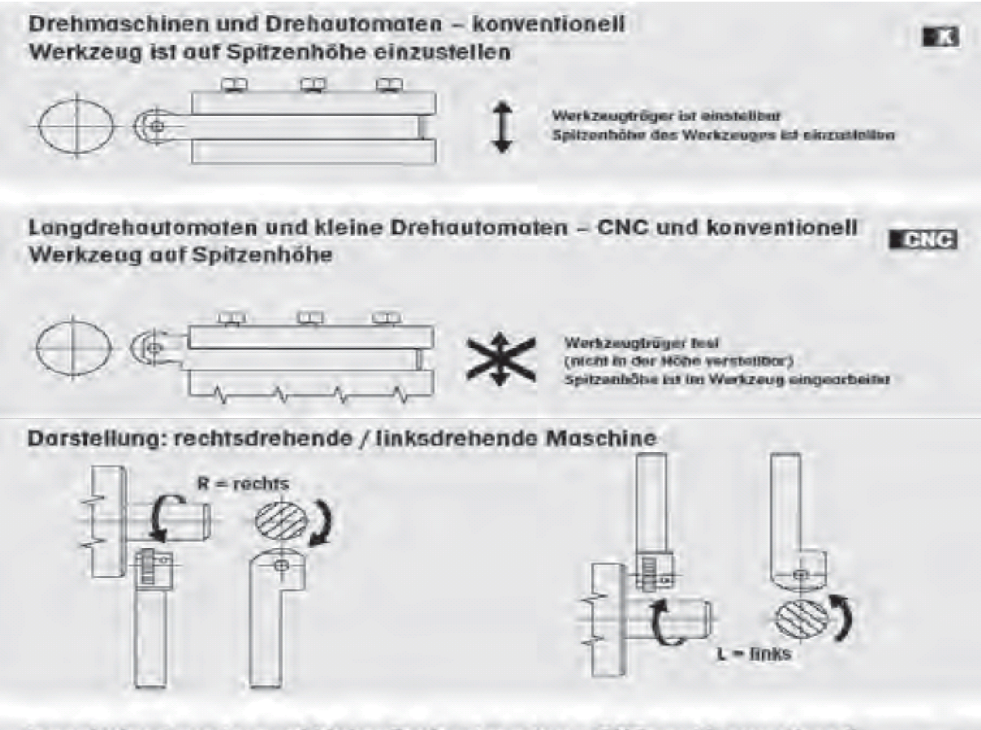 Drehmaschinen und Drehautomaten – konventionell
Werkzeug ist auf Spitzenhöhe einzustellen
K
Werkzeugträger ist einstellbar
Spitzenhöhe des Werkzeuges ist einzustellen
Langdrehautomaten und kleine Drehautomaten – CNC und konventionell
Werkzeug auf Spitzenhöhe
CNC
Werkzeugträger fest
(nicht in der Höhe verstellbar)
Spitzenhöhe ist im Werkzeug eingearbeitet
Darstellung: rechtsdrehende / linksdrehende Maschine
R = rechts
L = links